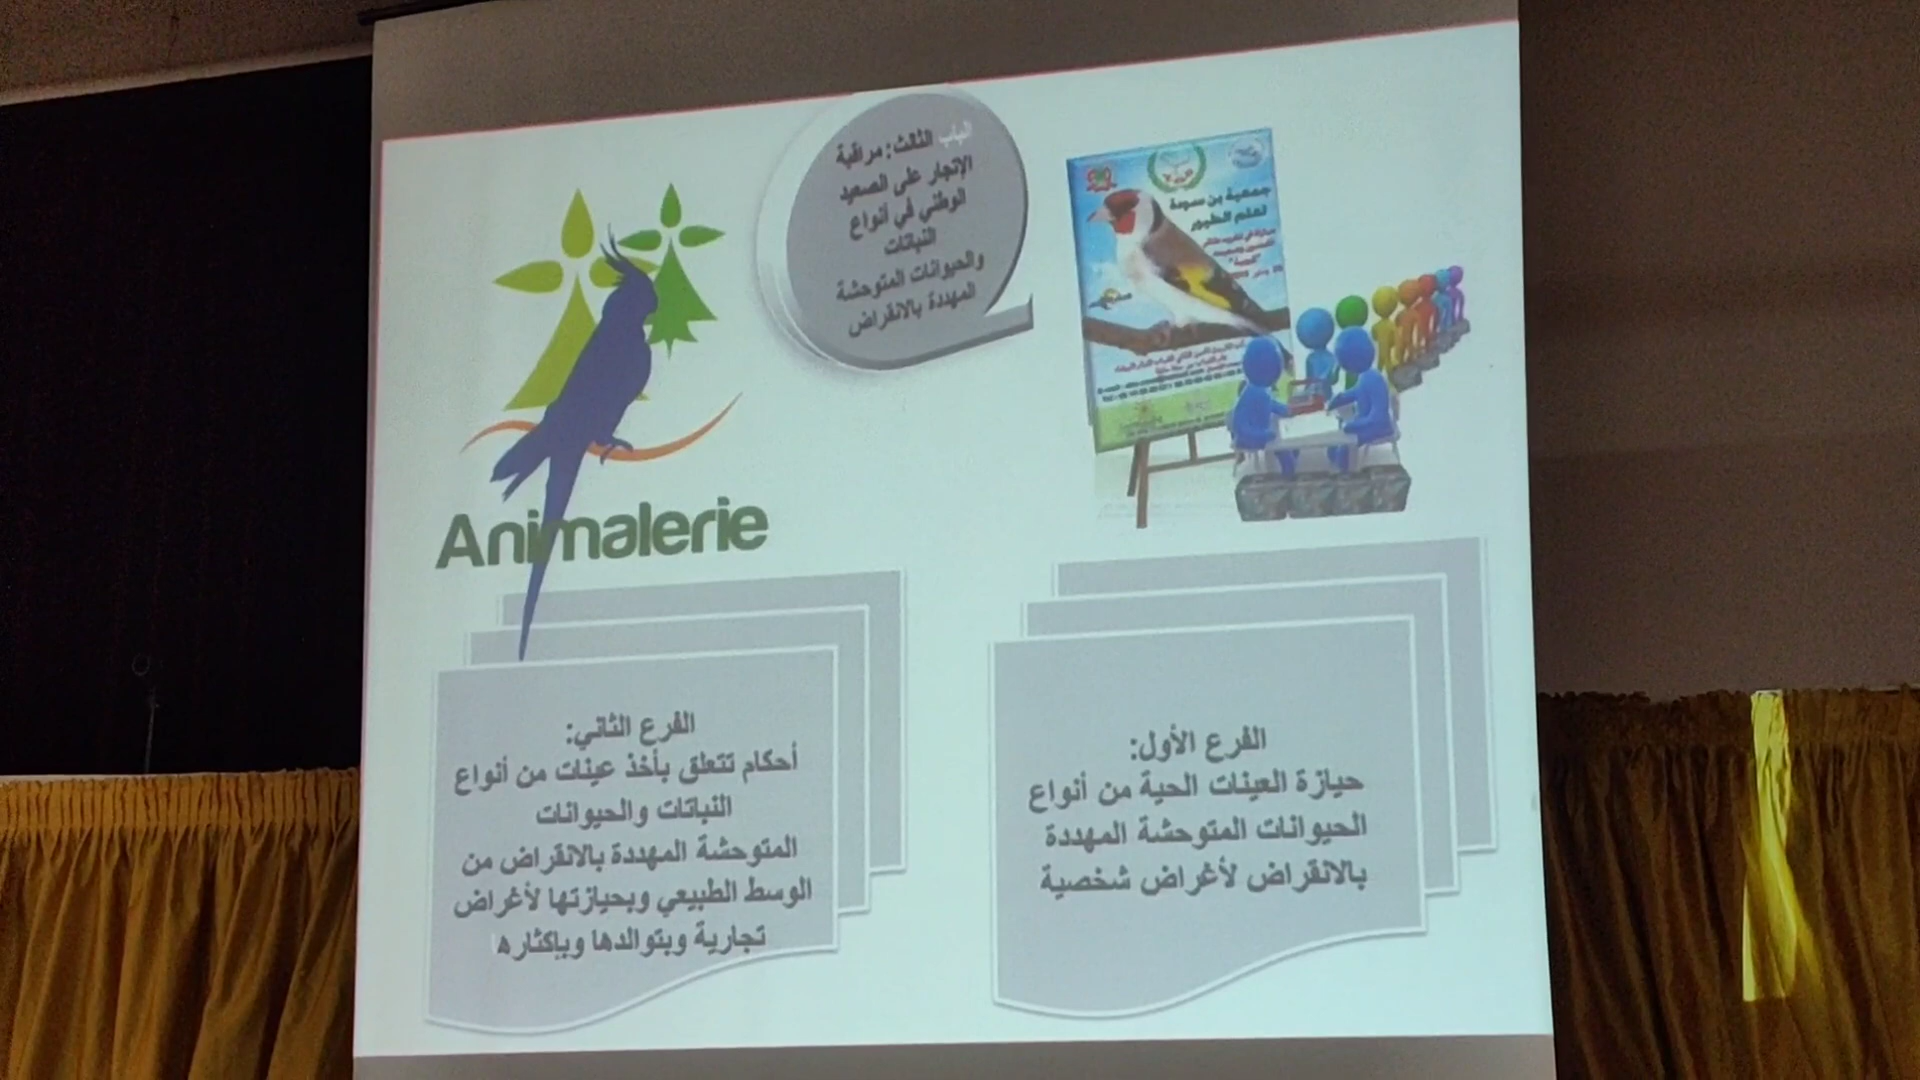 الباب الثالث: مراقبة
الإتجار على الصعيد
الوطني في أنواع
النباتات
والحيوانات المتوحشة
المهددة بالانقراض
جمعية بن سودة
لعلم الطيور
Animalerie
الفرع الأول:
حيازة العينات الحية من أنواع
الحيوانات المتوحشة المهددة
بالانقراض لأغراض شخصية
الفرع الثاني:
أحكام تتعلق بأخذ عينات من أنواع
النباتات والحيوانات
المتوحشة المهددة بالانقراض من
الوسط الطبيعي وبحيازتها لأغراض
تجارية وبتوالدها وبإكثاره